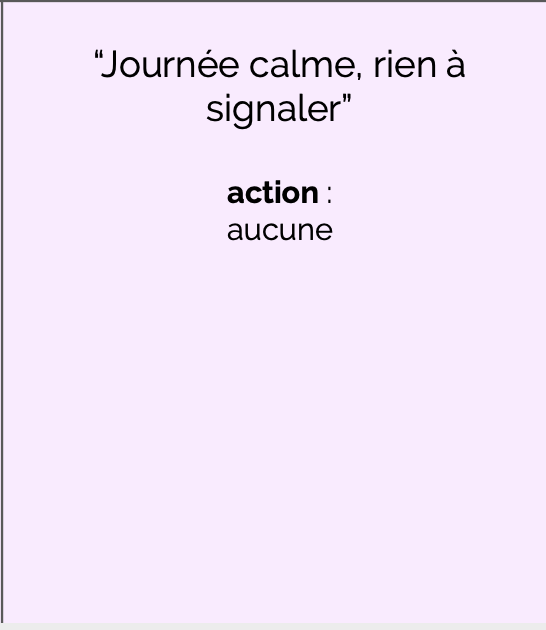 “Journée calme, rien à
signaler”
action :
aucune